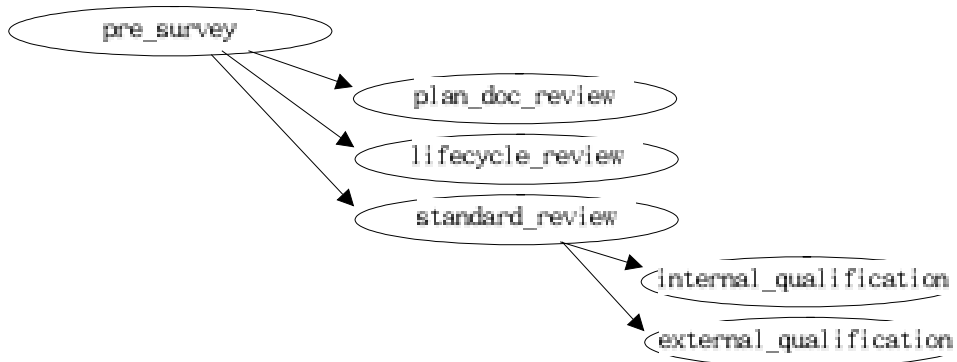 pre_survey
plan_doc_review
lifecycle_review
standard_review
internal_qualification
external_qualification